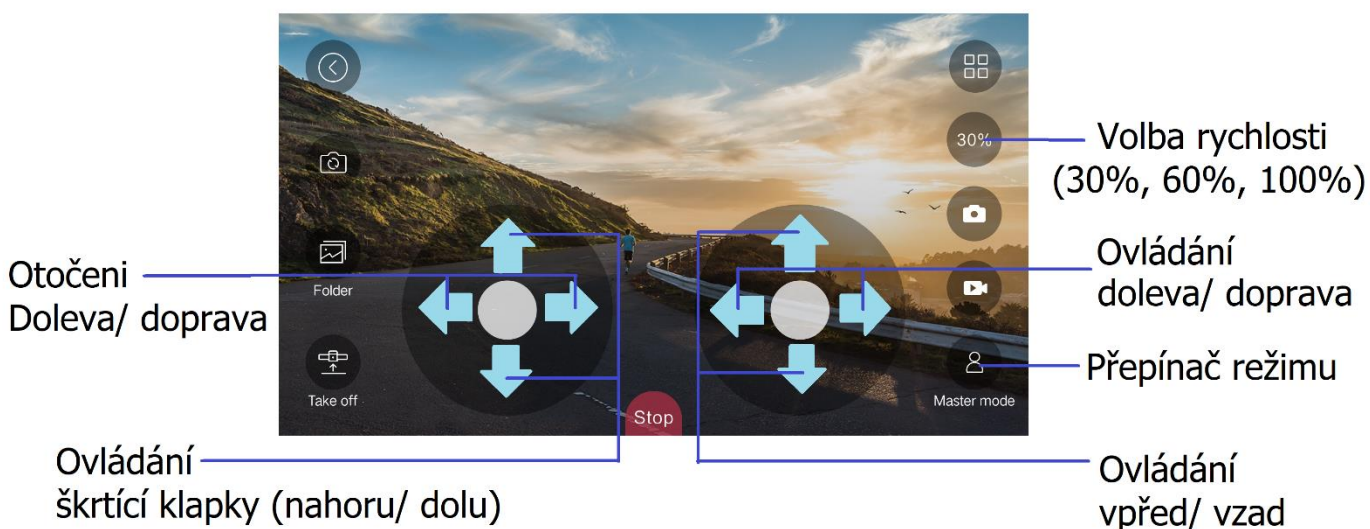 30%
Volba rychlosti
(30%, 60%, 100%)
Ovládání
doleva/ doprava
Otočeni
Doleva/ doprava
Folder
Přepínač režimu
Take off
Stop
Master mode
Ovládání
škrtící klapky (nahoru/ dolu)
Ovládání
vpřed/ vzad